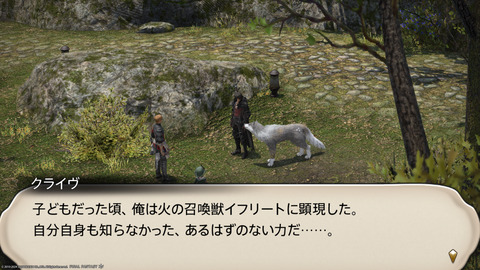 クライヴ
子どもだった頃、俺は火の召喚獣イフリートに顕現した。
自分自身も知らなかった、あるはずのない力だ……。